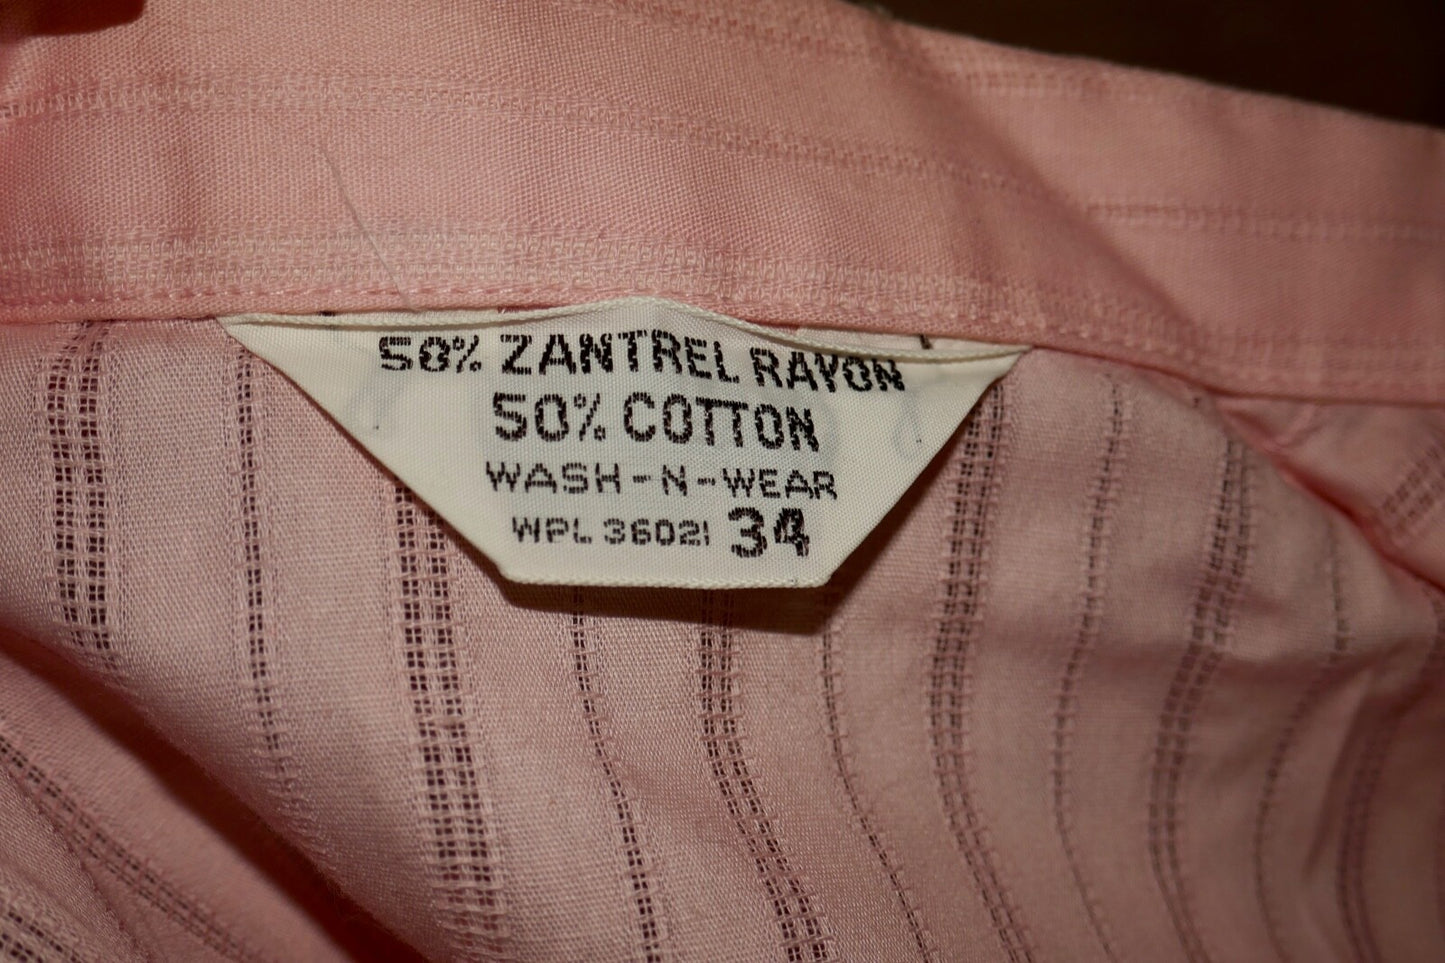 50% ZANTREL RAYON
50% COTTON
WASH-N-WEAR
WPL 36021 34